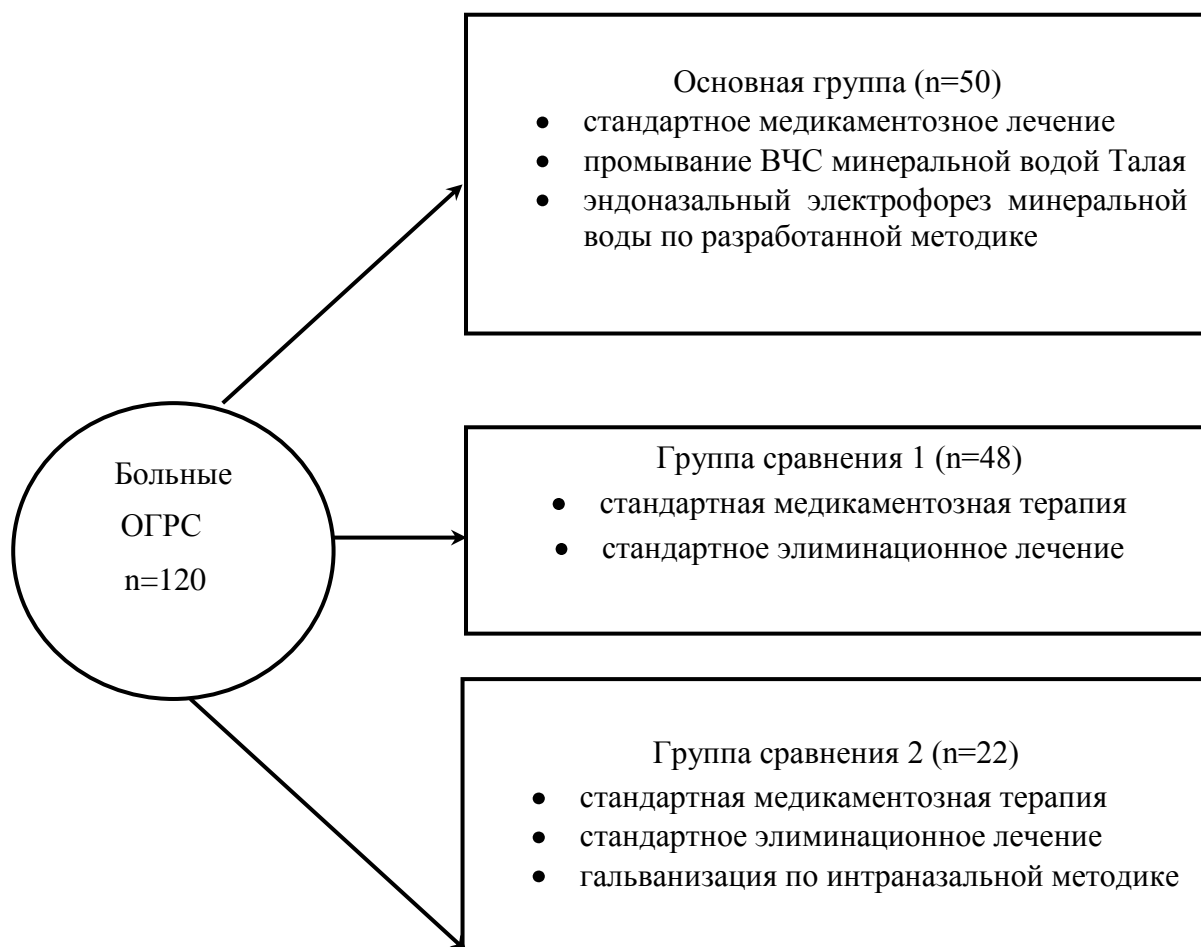 Основная группа (n=50)
• стандартное медикаментозное лечение
• промывание ВЧС минеральной водой Талая
• эндоназальный электрофорез минеральной
воды по разработанной методике
Больные
ОГРС
n=120
Группа сравнения 1 (n=48)
• стандартная медикаментозная терапия
• стандартное элиминационное лечение
Группа сравнения 2 (n=22)
• стандартная медикаментозная терапия
• стандартное элиминационное лечение
• гальванизация по интраназальной методике